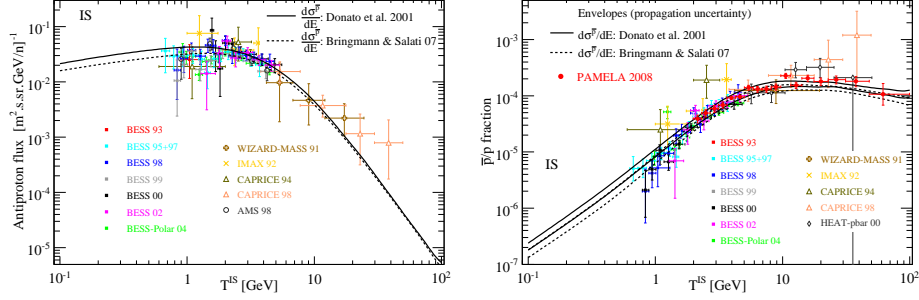 Antiproton flux [m².s.sr.GeV/n]⁻¹
10⁻¹
10⁻²
10⁻³
10⁻⁴
10⁻⁵
IS
dσ^p̄/dE: Donato et al. 2001
dσ^p̄/dE: Bringmann & Salati 07
BESS 93
BESS 95+97
BESS 98
BESS 99
BESS 00
BESS 02
BESS-Polar 04
WIZARD-MASS 91
IMAX 92
CAPRICE 94
CAPRICE 98
AMS 98
10⁻¹ 1 10 10²
T^IS [GeV]
p̄/p fraction
10⁻³
10⁻⁴
10⁻⁵
10⁻⁶
10⁻⁷
Envelopes (propagation uncertainty)
dσ^p̄/dE: Donato et al. 2001
dσ^p̄/dE: Bringmann & Salati 07
PAMELA 2008
IS
BESS 93
BESS 95+97
BESS 98
BESS 99
BESS 00
BESS 02
BESS-Polar 04
WIZARD-MASS 91
IMAX 92
CAPRICE 94
CAPRICE 98
HEAT-pbar 00
10⁻¹ 1 10 10²
T^IS [GeV]